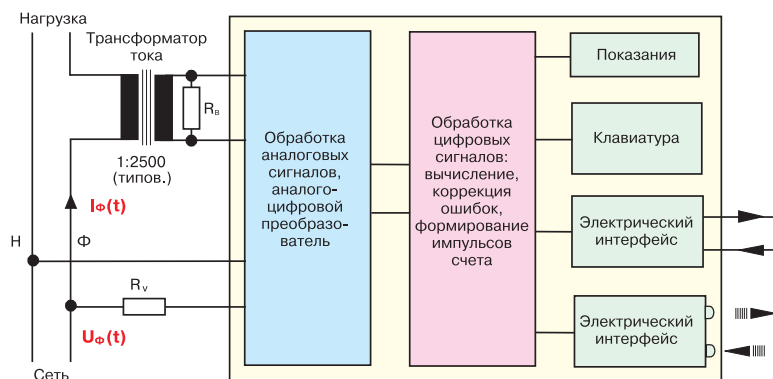 Нагрузка
Трансформатор
тока
Rв
1:2500
(типов.)
Iф(t)
Н
Ф
Rv
Uф(t)
Сеть
Обработка
аналоговых
сигналов,
аналого-
цифровой
преобразо-
ватель
Обработка
цифровых
сигналов:
вычисление,
коррекция
ошибок,
формирование
импульсов
счета
Показания
Клавиатура
Электрический
интерфейс
Электрический
интерфейс